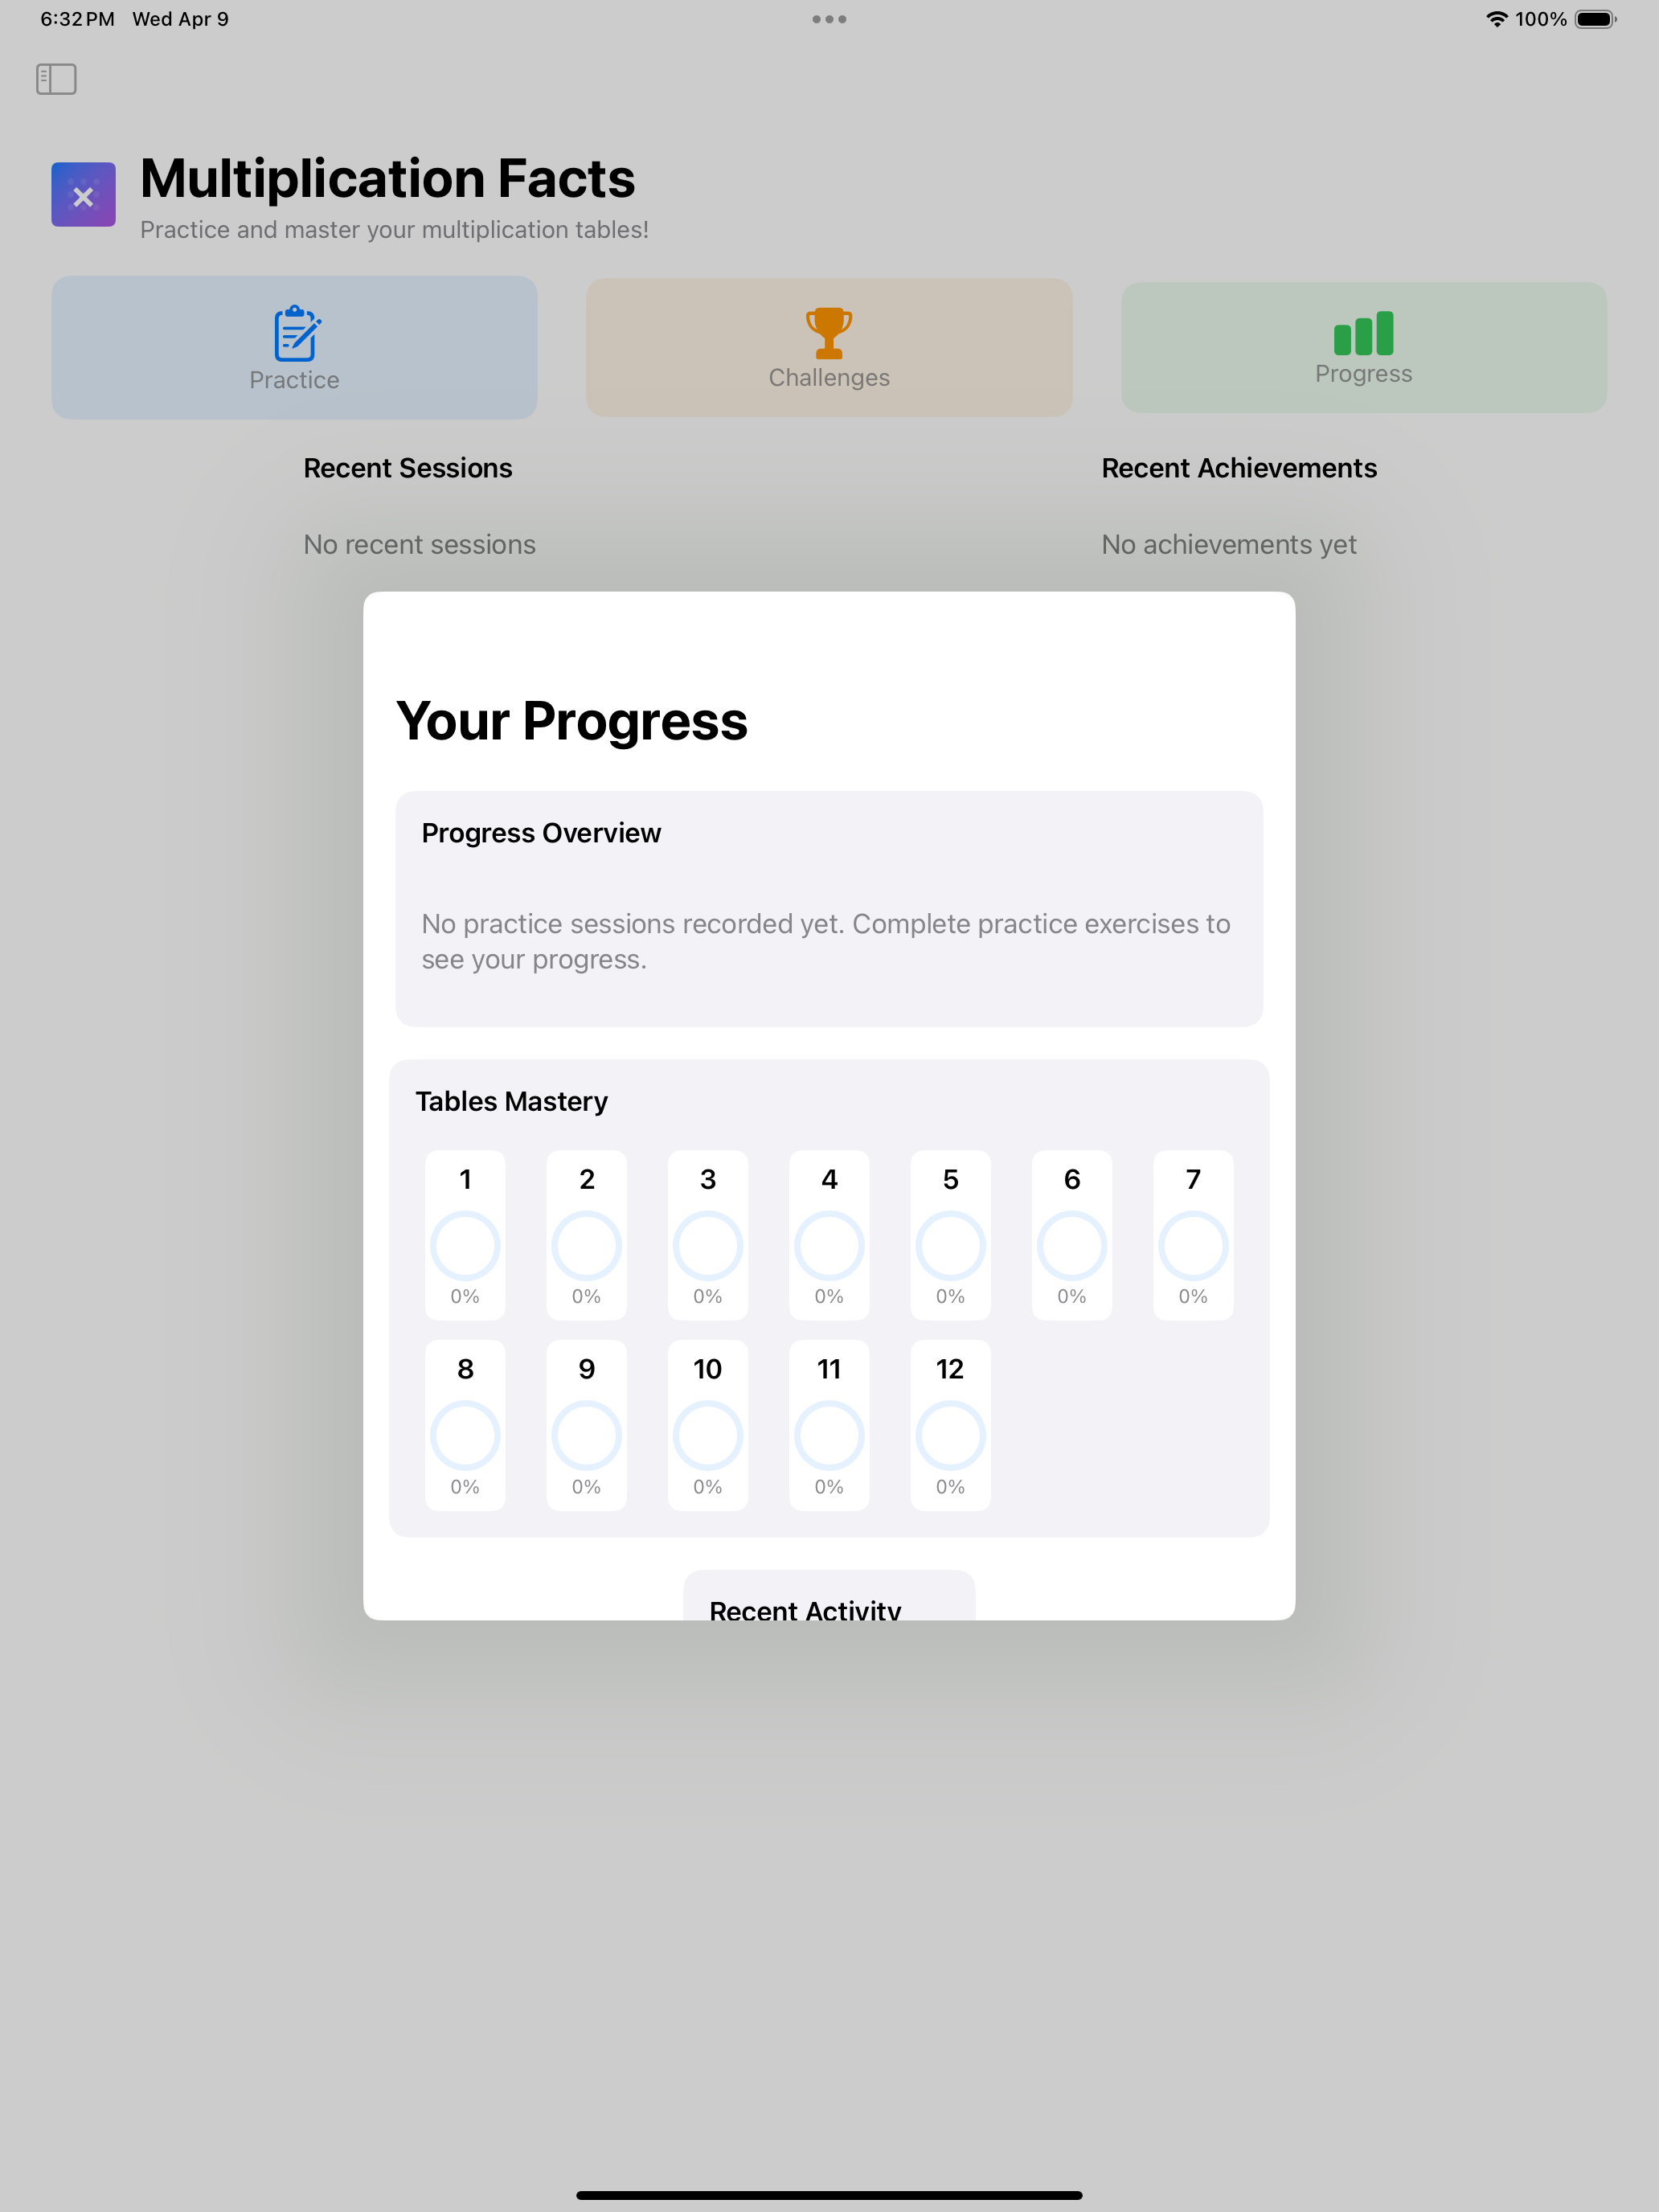 6:32 PM Wed Apr 9
100%
Multiplication Facts
Practice and master your multiplication tables!
Practice
Challenges
Progress
Recent Sessions
Recent Achievements
No recent sessions
No achievements yet
Your Progress
Progress Overview
No practice sessions recorded yet. Complete practice exercises to
see your progress.
Tables Mastery
1 2 3 4 5 6 7
0% 0% 0% 0% 0% 0% 0%
8 9 10 11 12
0% 0% 0% 0% 0%
Recent Activity